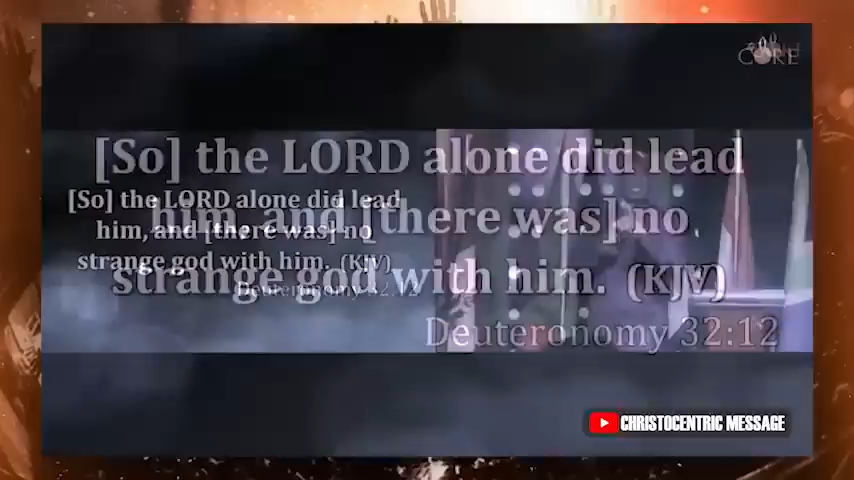 CORE
[So] the LORD alone did lead
him, and [there was] no
strange god with him. (KJV)
Deuteronomy 32:12
[So] the LORD alone did lead
him, and [there was] no
strange god with him. (KJV)
Deuteronomy 32:12
CHRISTOCENTRIC MESSAGE